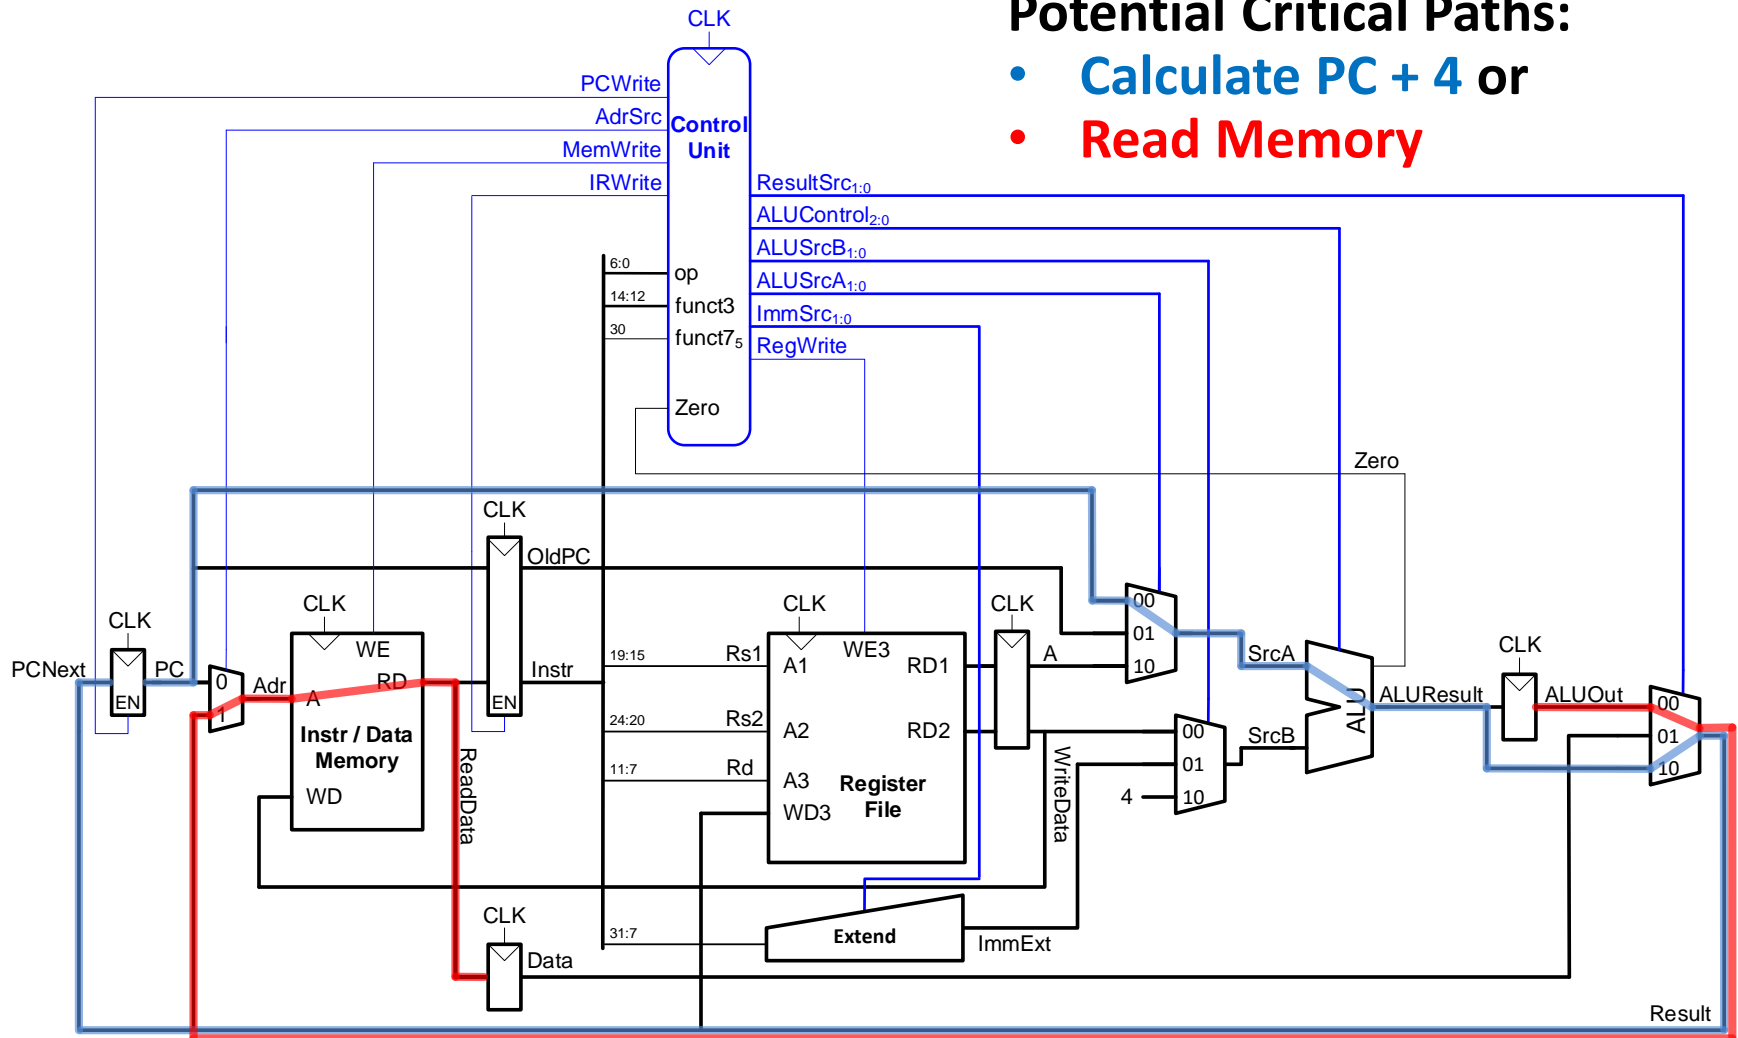 Potential Critical Paths:
• Calculate PC + 4 or
• Read Memory
CLK
PCWrite
AdrSrc
MemWrite
IRWrite
Control
Unit
ResultSrc1:0
ALUControl2:0
ALUSrcB1:0
ALUSrcA1:0
ImmSrc1:0
RegWrite
6:0
op
14:12
funct3
30
funct75
Zero
Zero
CLK
OldPC
CLK
PCNext
PC
EN
0
1
Adr
CLK
WE
A
RD
Instr / Data
Memory
WD
ReadData
EN
Instr
19:15
Rs1
24:20
Rs2
11:7
Rd
31:7
CLK
WE3
A1
RD1
A2
RD2
A3
WD3
Register
File
CLK
A
WriteData
00
01
10
SrcA
00
01
10
4
SrcB
ALU
ALUResult
CLK
ALUOut
00
01
10
CLK
Data
Extend
ImmExt
Result